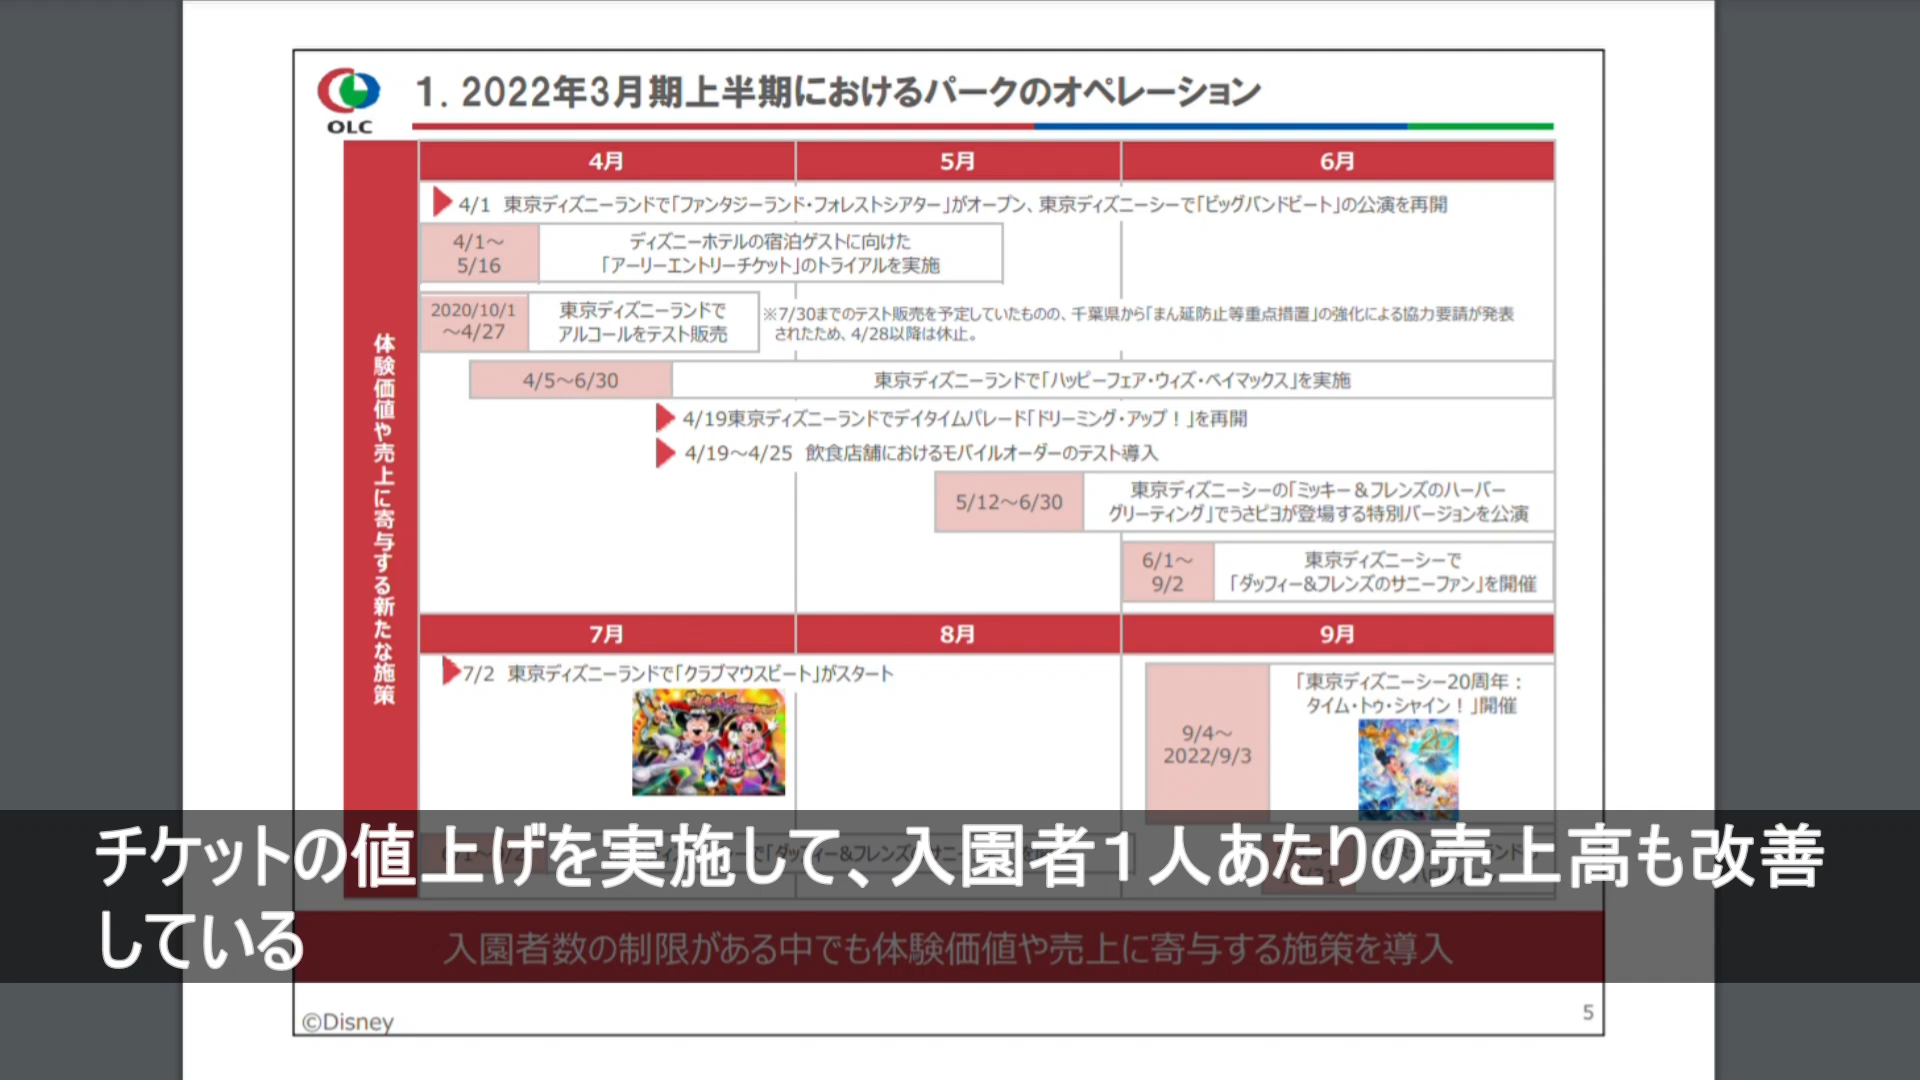 OLC
1. 2022年3月期上半期におけるパークのオペレーション
体験価値や売上に寄与する新たな施策
4月 5月 6月
4/1 東京ディズニーランドで「ファンタジーランド・フォレストシアター」がオープン、東京ディズニーシーで「ビッグバンドビート」の公演を再開
4/1～
5/16
ディズニーホテルの宿泊ゲストに向けた
「アーリーエントリーチケット」のトライアルを実施
2020/10/1
～4/27
東京ディズニーランドで
アルコールをテスト販売
※7/30までのテスト販売を予定していたものの、千葉県から「まん延防止等重点措置」の強化による協力要請が発表
されたため、4/28以降は休止。
4/5～6/30 東京ディズニーランドで「ハッピーフェア・ウィズ・ベイマックス」を実施
4/19東京ディズニーランドでデイタイムパレード「ドリーミング・アップ！」を再開
4/19～4/25 飲食店舗におけるモバイルオーダーのテスト導入
5/12～6/30
東京ディズニーシーの「ミッキー＆フレンズのハーバー
グリーティング」でうさピヨが登場する特別バージョンを公演
6/1～
9/2
東京ディズニーシーで
「ダッフィー&フレンズのサニーファン」を開催
7月 8月 9月
7/2 東京ディズニーランドで「クラブマウスビート」がスタート
9/4～
2022/9/3
「東京ディズニーシー20周年：
タイム・トゥ・シャイン！」開催
チケットの値上げを実施して、入園者１人あたりの売上高も改善
している
入園者数の制限がある中でも体験価値や売上に寄与する施策を導入
©Disney
5